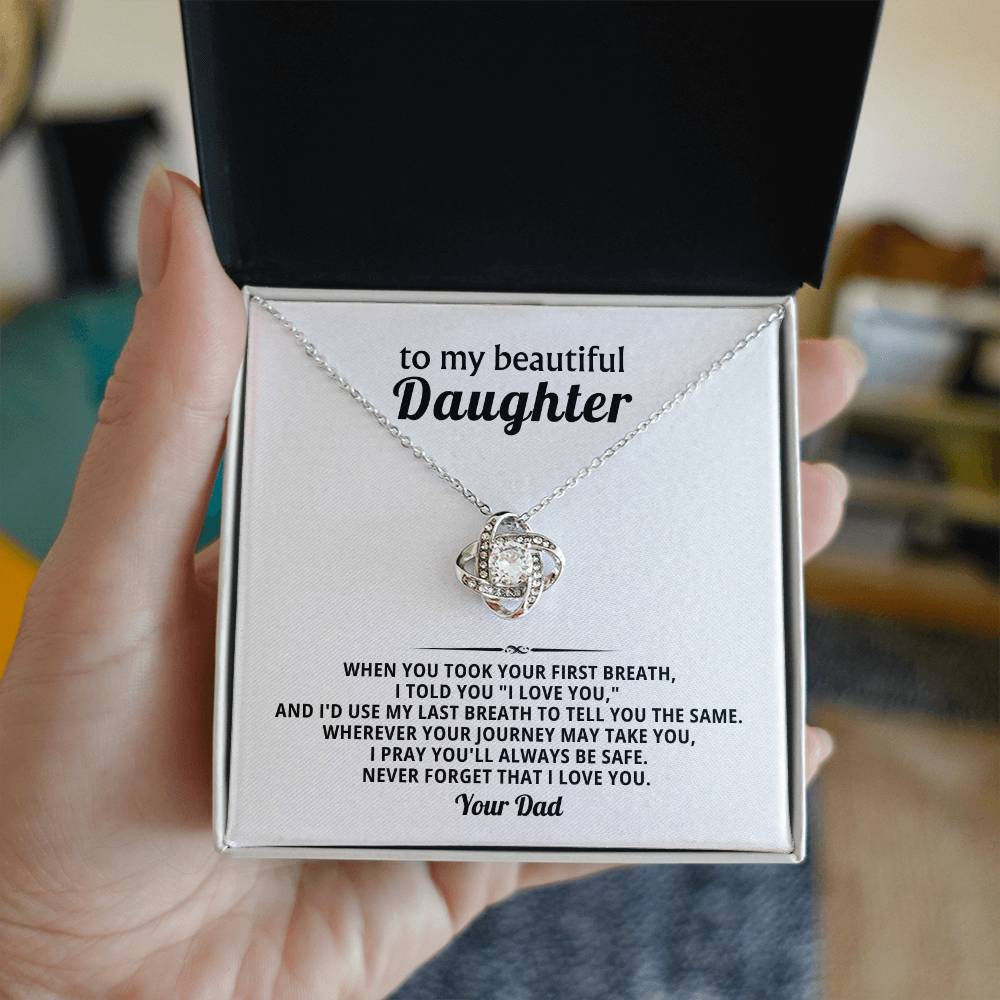 to my beautiful
Daughter
WHEN YOU TOOK YOUR FIRST BREATH,
I TOLD YOU "I LOVE YOU,"
AND I'D USE MY LAST BREATH TO TELL YOU THE SAME.
WHEREVER YOUR JOURNEY MAY TAKE YOU,
I PRAY YOU'LL ALWAYS BE SAFE.
NEVER FORGET THAT I LOVE YOU.
Your Dad